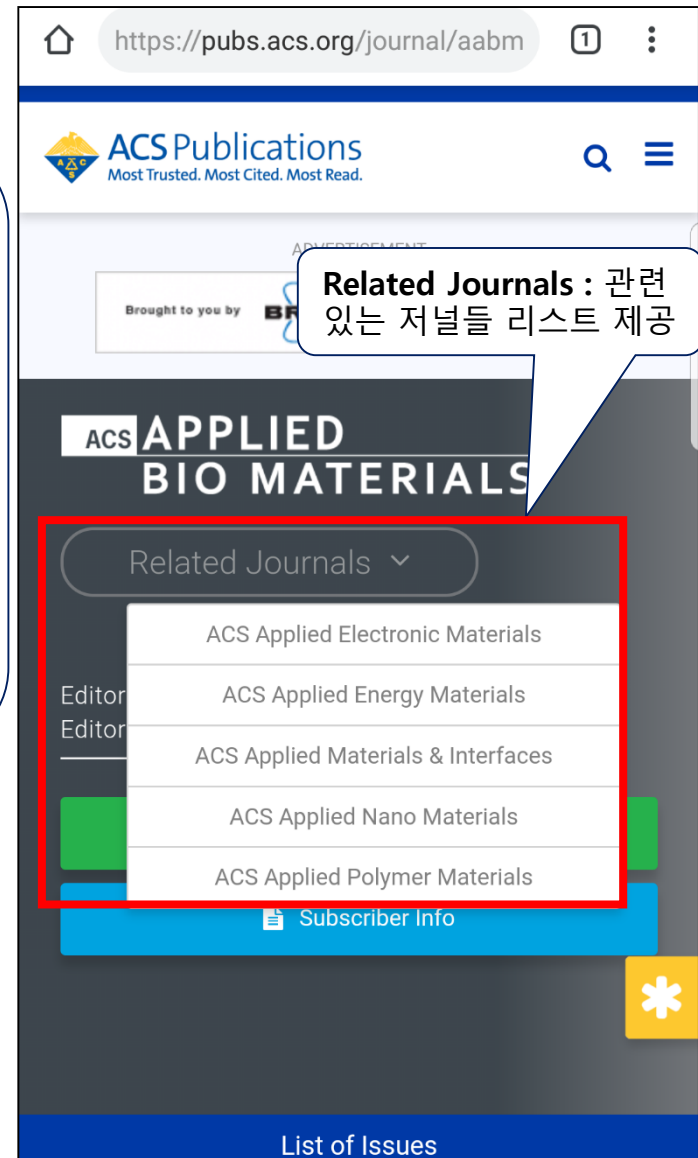 https://pubs.acs.org/journal/aabm
1
ACS Publications
Most Trusted. Most Cited. Most Read.
Related Journals : 관련
있는 저널들 리스트 제공
Brought to you by
ACS APPLIED
BIO MATERIALS
Related Journals
ACS Applied Electronic Materials
Editor
ACS Applied Energy Materials
Editor
ACS Applied Materials & Interfaces
ACS Applied Nano Materials
ACS Applied Polymer Materials
Subscriber Info
List of Issues